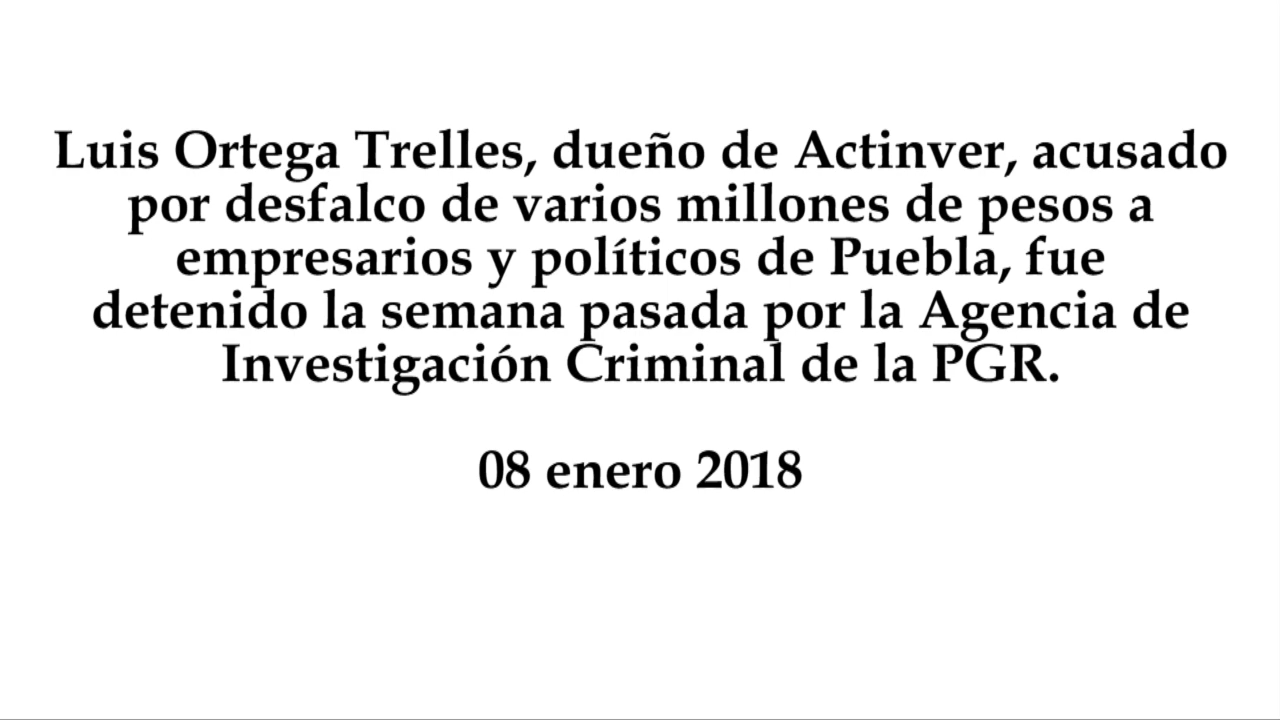 Luis Ortega Trelles, dueño de Actinver, acusado
por desfalco de varios millones de pesos a
empresarios y políticos de Puebla, fue
detenido la semana pasada por la Agencia de
Investigación Criminal de la PGR.
08 enero 2018